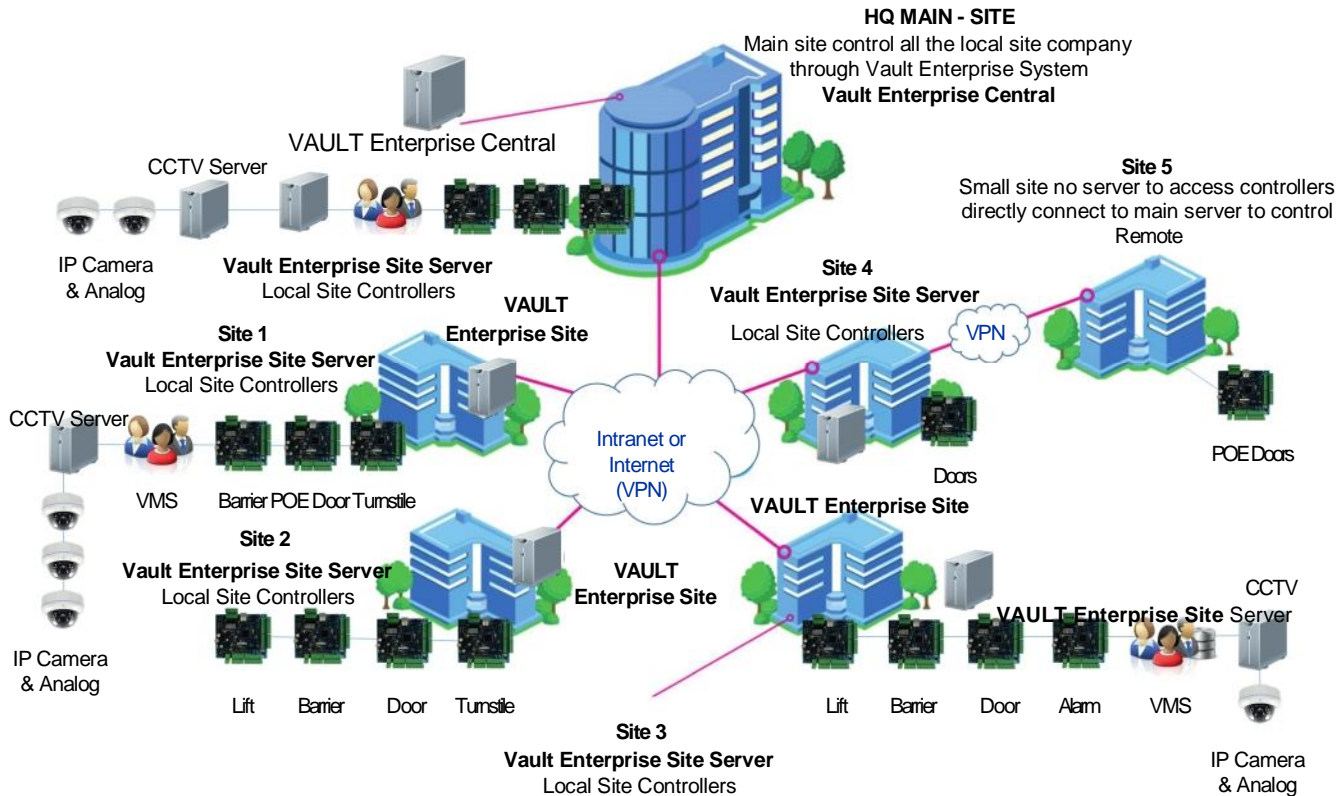 HQ MAIN - SITE
Main site control all the local site company
through Vault Enterprise System
Vault Enterprise Central
VAULT Enterprise Central
CCTV Server
IP Camera
& Analog
Vault Enterprise Site Server
Local Site Controllers
Site 5
Small site no server to access controllers
directly connect to main server to control
Remote
POE Doors
Site 4
Vault Enterprise Site Server
Local Site Controllers
VPN
Doors
VAULT
Enterprise Site
Site 1
Vault Enterprise Site Server
Local Site Controllers
CCTV Server
VMS
Barrier POE Door Turnstile
IP Camera
& Analog
Intranet or
Internet
(VPN)
Site 2
Vault Enterprise Site Server
Local Site Controllers
VAULT
Enterprise Site
Lift Barrier Door Turnstile
VAULT Enterprise Site
CCTV
VAULT Enterprise Site Server
Lift Barrier Door Alarm VMS
IP Camera
& Analog
Site 3
Vault Enterprise Site Server
Local Site Controllers